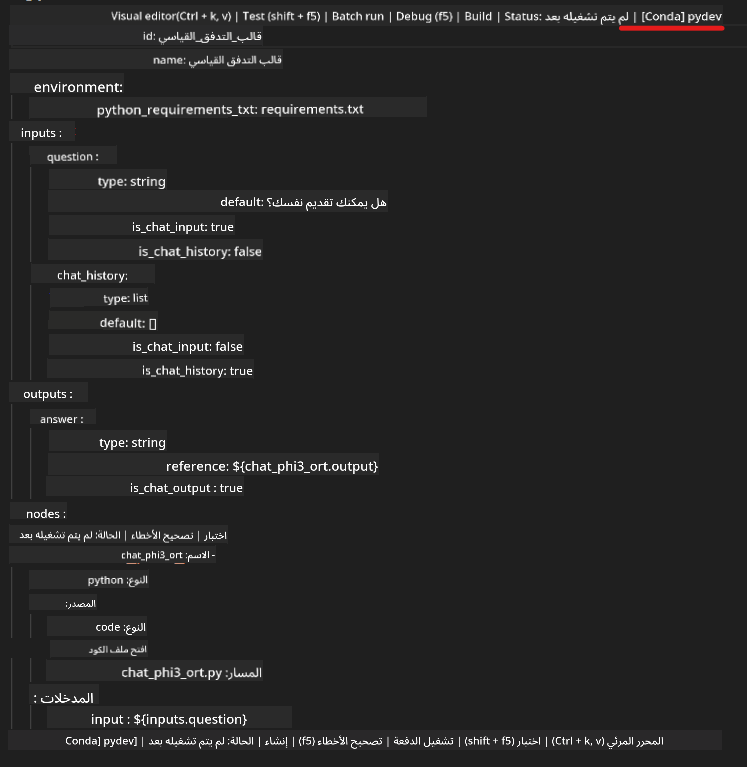 Visual editor(Ctrl + k, v) | Test (shift + f5) | Batch run | Debug (f5) | Build | Status: لم يتم تشغيله بعد | [Conda] pydev
id: قالب_التدفق_القياسي
name: قالب التدفق القياسي
environment:
python_requirements_txt: requirements.txt
inputs :
question :
type: string
default: هل يمكنك تقديم نفسك؟
is_chat_input: true
is_chat_history: false
chat_history:
type: list
default: []
is_chat_input: false
is_chat_history: true
outputs :
answer :
type: string
reference: ${chat_phi3_ort.output}
is_chat_output : true
nodes :
اختبار | تصحيح الأخطاء | الحالة: لم يتم تشغيله بعد
- الاسم: chat_phi3_ort
النوع: python
المصدر:
النوع: code
افتح ملف الكود
المسار: chat_phi3_ort.py
المدخلات :
input : ${inputs.question}
المحرر المرئي (Ctrl + k, v) | اختبار (shift + f5) | تشغيل الدفعة | تصحيح الأخطاء (f5) | إنشاء | الحالة: لم يتم تشغيله بعد | [Conda] pydev